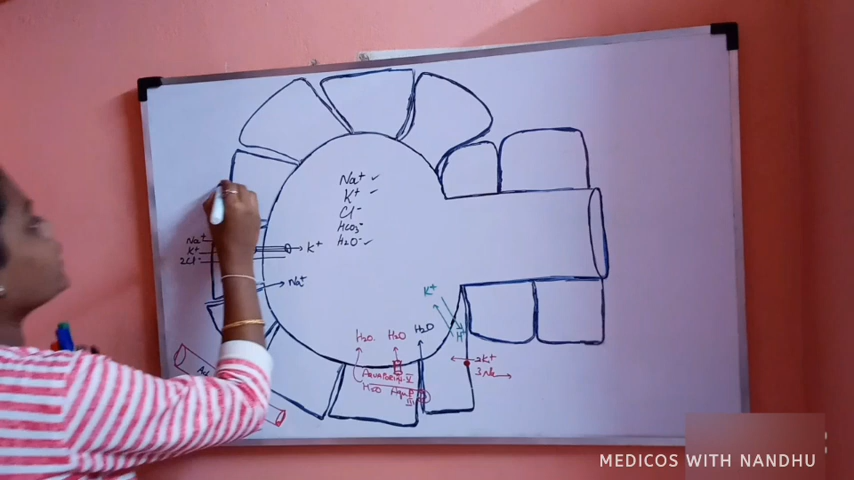 Na+ ✓
K+ ✓
Cl-
HCO3-
H2O ✓
Na+
K+
2Cl-
K+
Na+
K+
H+
H2O
H2O
H2O
2K+
3Na
AQUAPORIN-V
H2O
MEDICOS WITH NANDHU